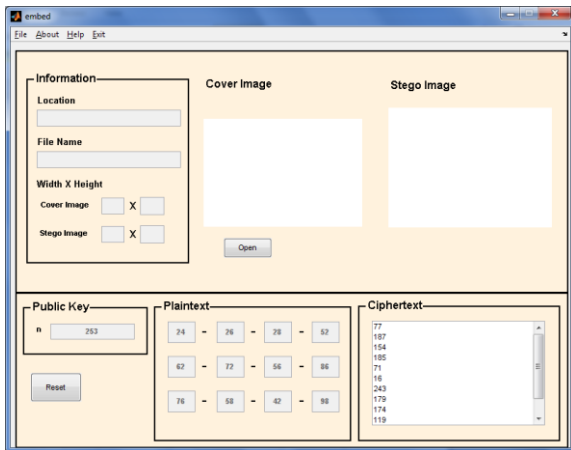 embed
File About Help Exit
Information
Location
File Name
Width X Height
Cover Image X
Stego Image X
Cover Image
Open
Stego Image
Public Key
n 253
Reset
Plaintext
24 - 26 - 28 - 52
62 - 72 - 56 - 86
76 - 58 - 42 - 98
Ciphertext
77
187
154
185
71
16
243
179
174
119